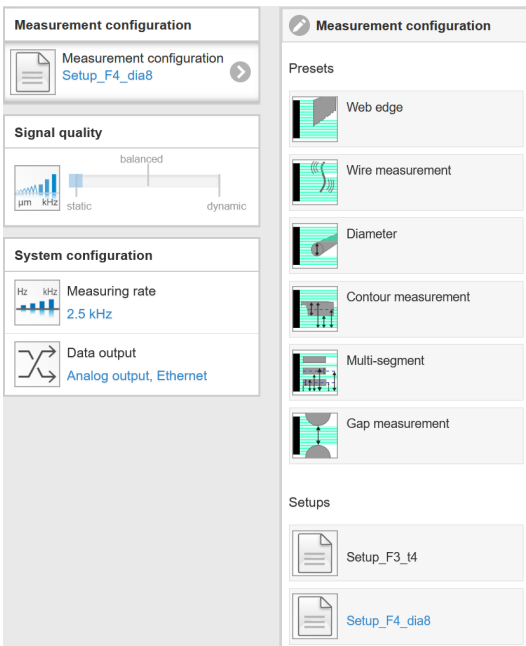 Measurement configuration
Measurement configuration
Setup_F4_dia8
Signal quality
balanced
µm kHz
static
dynamic
System configuration
Hz kHz
Measuring rate
2.5 kHz
Data output
Analog output, Ethernet
Measurement configuration
Presets
Web edge
Wire measurement
Diameter
Contour measurement
Multi-segment
Gap measurement
Setups
Setup_F3_t4
Setup_F4_dia8